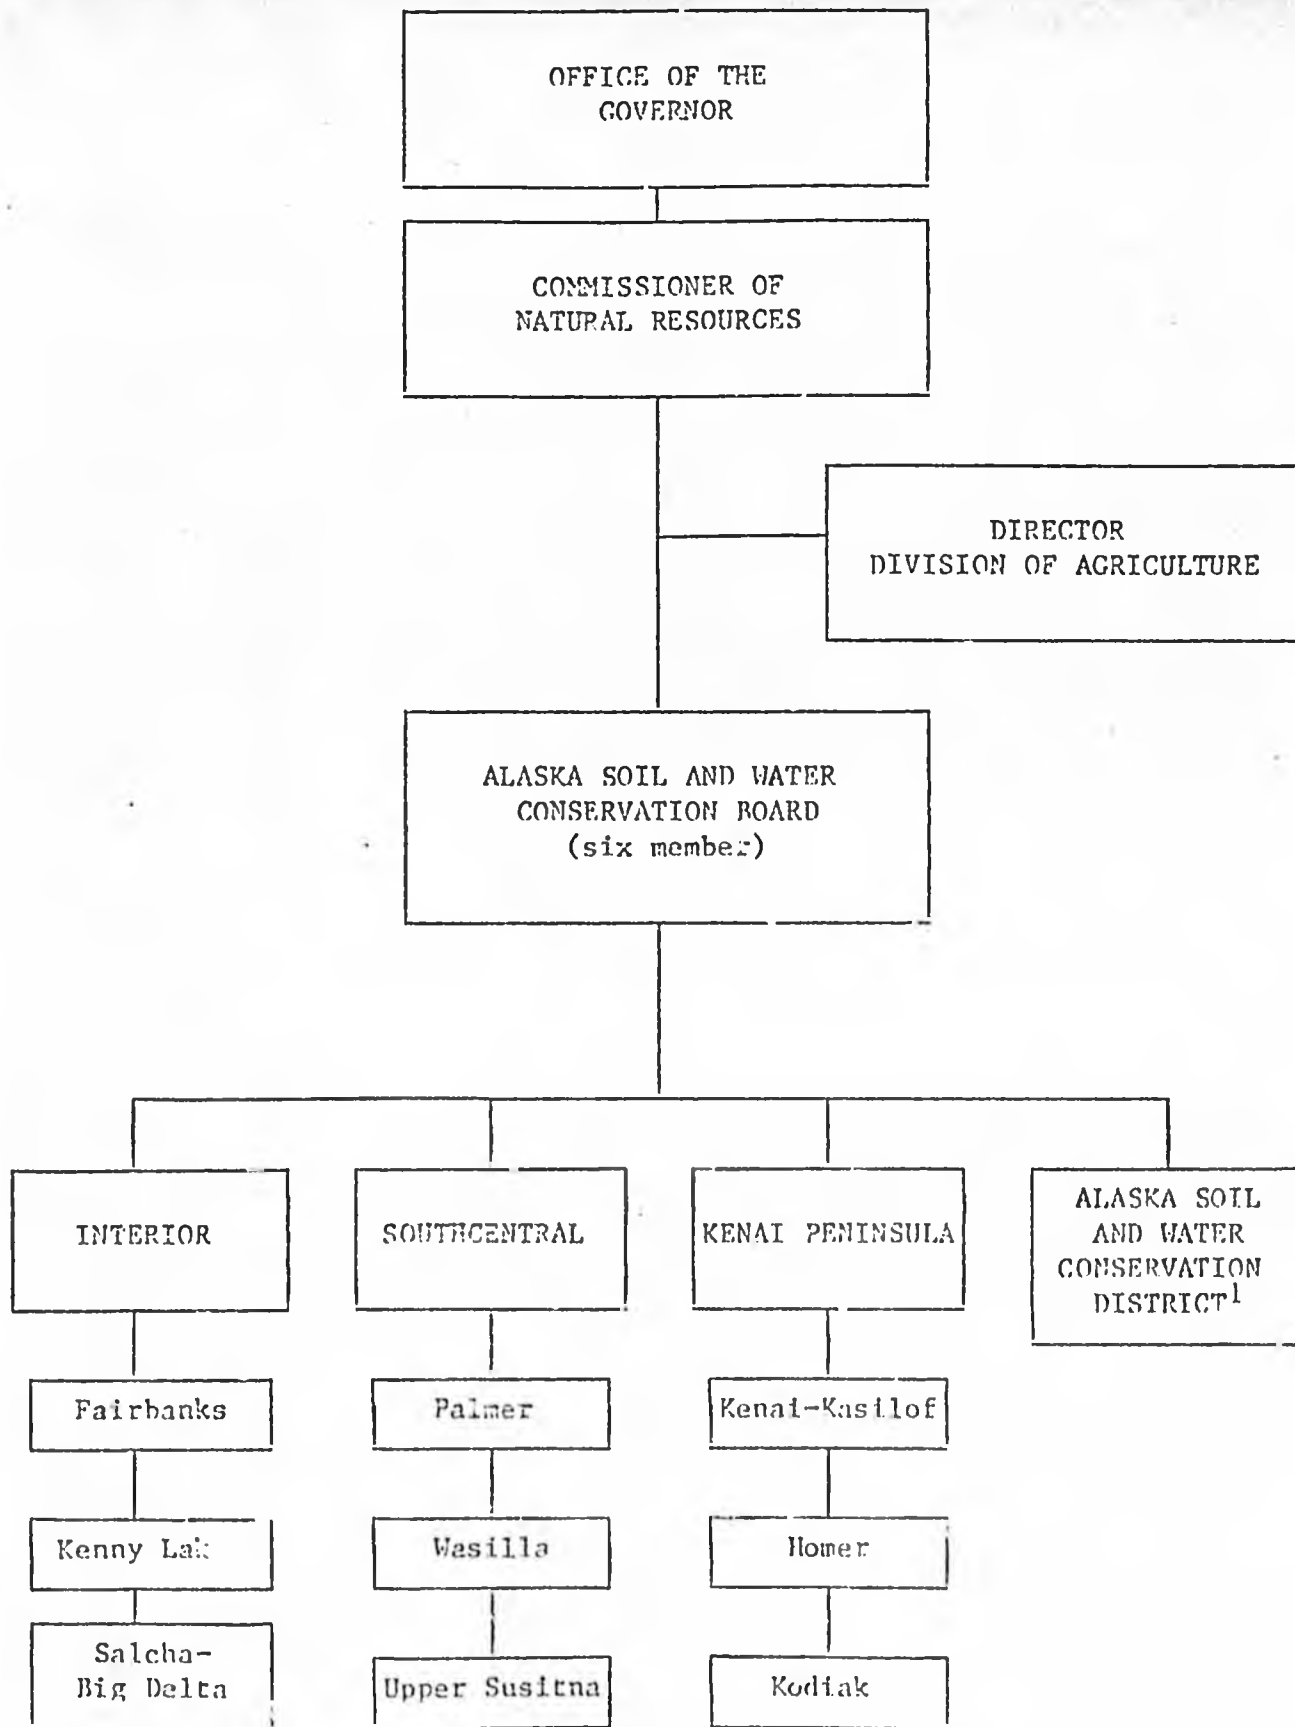 OFFICE OF THE
GOVERNOR
COMMISSIONER OF
NATURAL RESOURCES
DIRECTOR
DIVISION OF AGRICULTURE
ALASKA SOIL AND WATER
CONSERVATION BOARD
(six member)
INTERIOR
SOUTHCENTRAL
KENAI PENINSULA
ALASKA SOIL
AND WATER
CONSERVATION
DISTRICT1
Fairbanks
Palmer
Kenai-Kasilof
Kenny
Wasilla
Homer
Salcha-
Big Delta
Upper Susitna
Kodiak